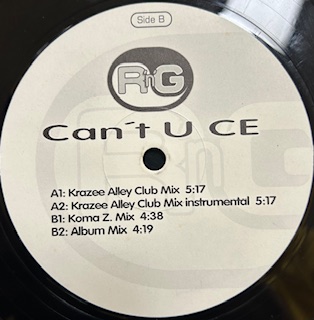 Side B
R'n'G
Can´t U CE
A1: Krazee Alley Club Mix 5:17
A2: Krazee Alley Club Mix instrumental 5:17
B1: Koma Z. Mix 4:38
B2: Album Mix 4:19